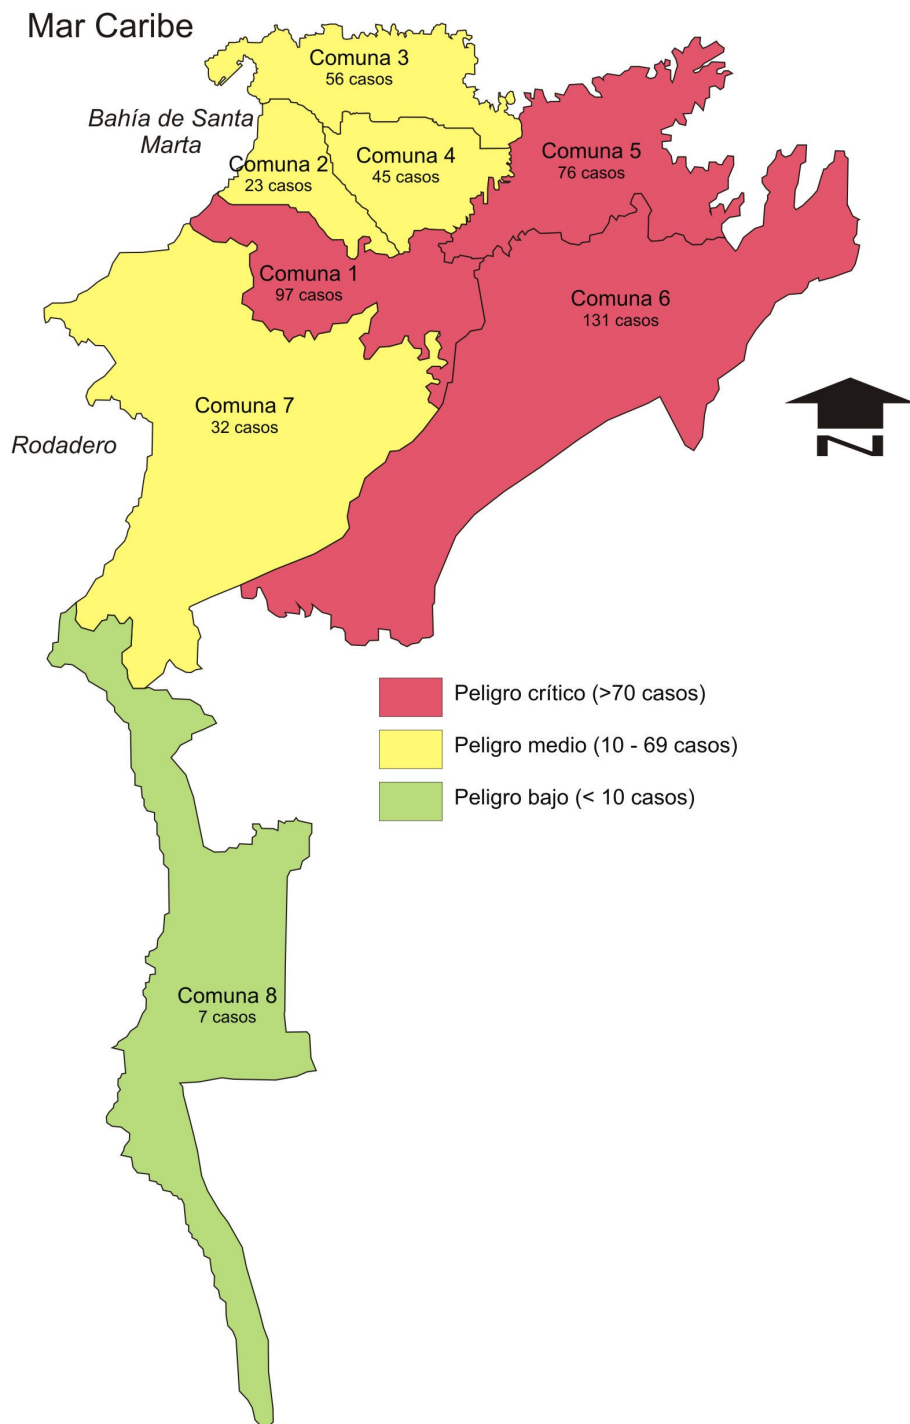 Mar Caribe
Comuna 3
56 casos
Bahía de Santa
Marta
Comuna 2
23 casos
Comuna 4
45 casos
Comuna 5
76 casos
Comuna 1
97 casos
Comuna 6
131 casos
Comuna 7
32 casos
Rodadero
N
Peligro crítico (>70 casos)
Peligro medio (10 - 69 casos)
Peligro bajo (< 10 casos)
Comuna 8
7 casos